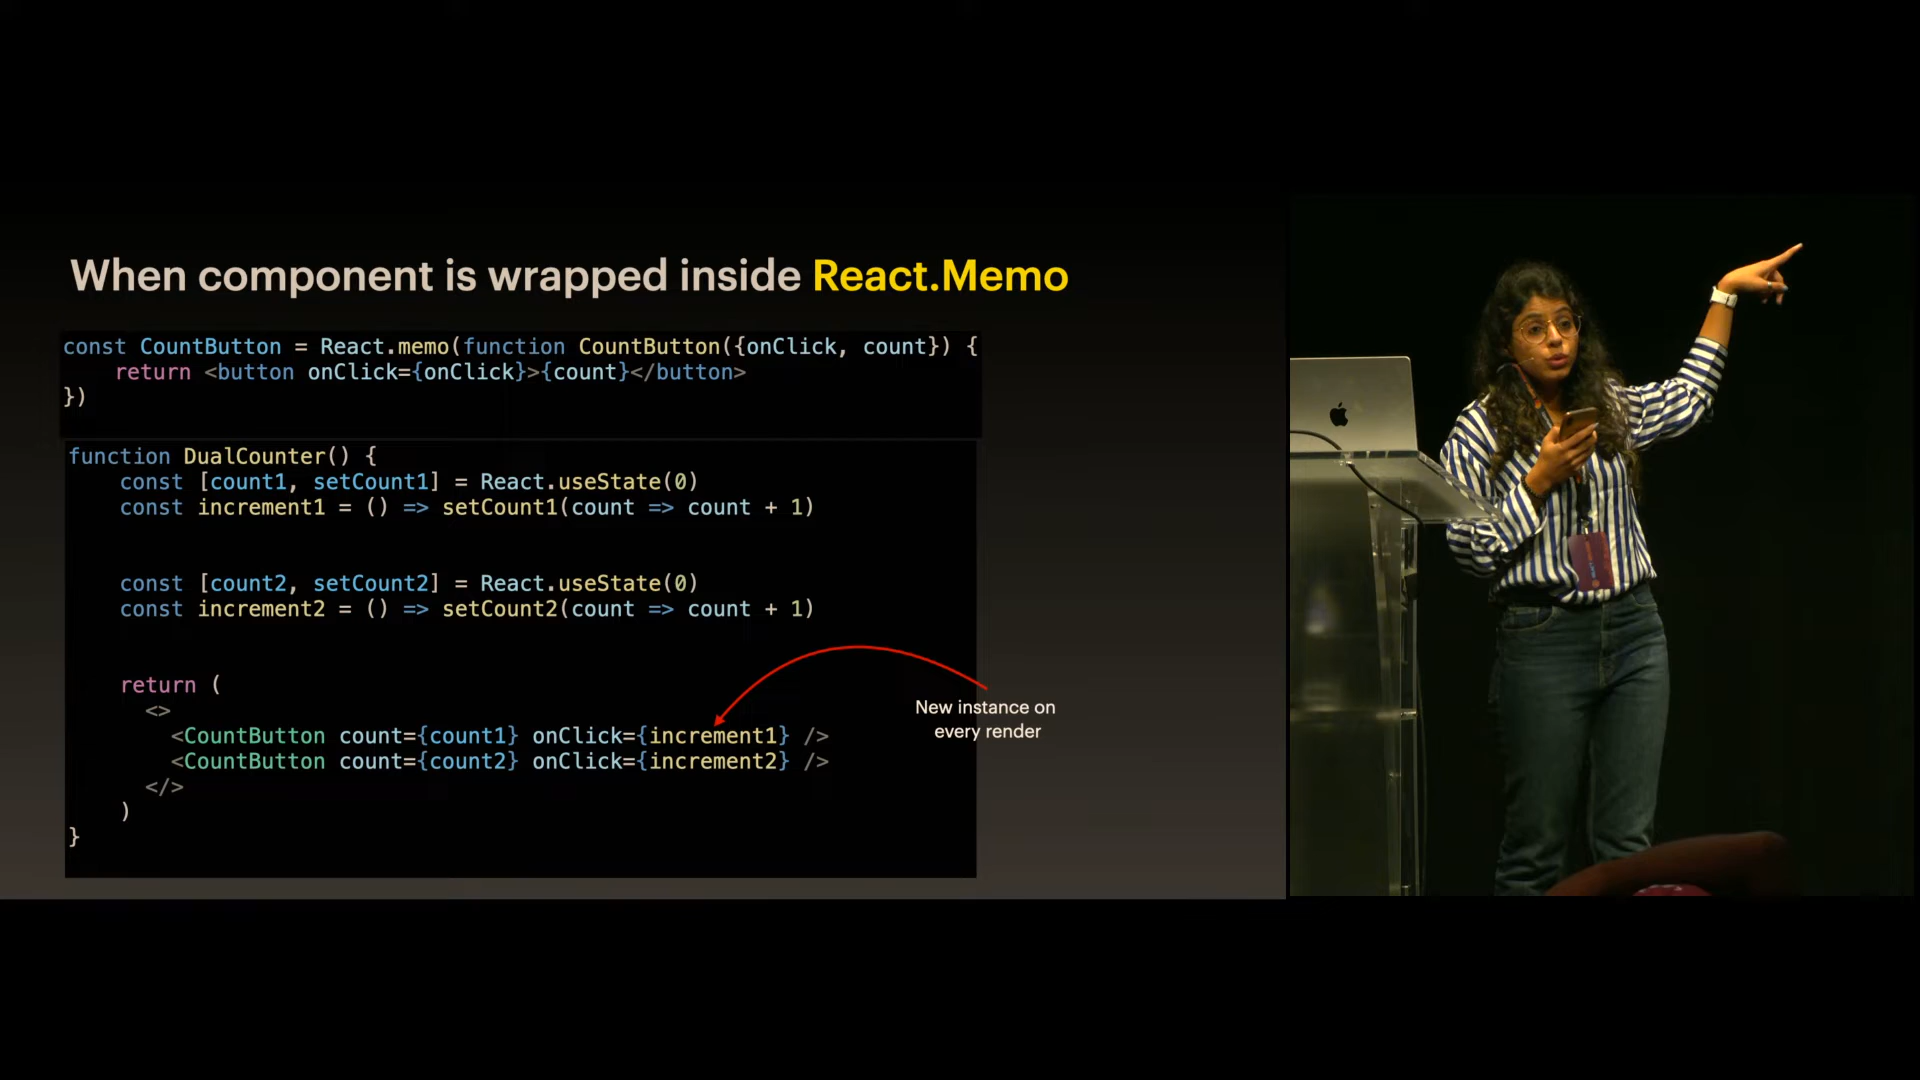 When component is wrapped inside React.Memo
const CountButton = React.memo(function CountButton({onClick, count}) {
    return <button onClick={onClick}>{count}</button>
})
function DualCounter() {
    const [count1, setCount1] = React.useState(0)
    const increment1 = () => setCount1(count => count + 1)
    const [count2, setCount2] = React.useState(0)
    const increment2 = () => setCount2(count => count + 1)
    return (
      <>
        <CountButton count={count1} onClick={increment1} />
        <CountButton count={count2} onClick={increment2} />
      </>
    )
}
New instance on
every render